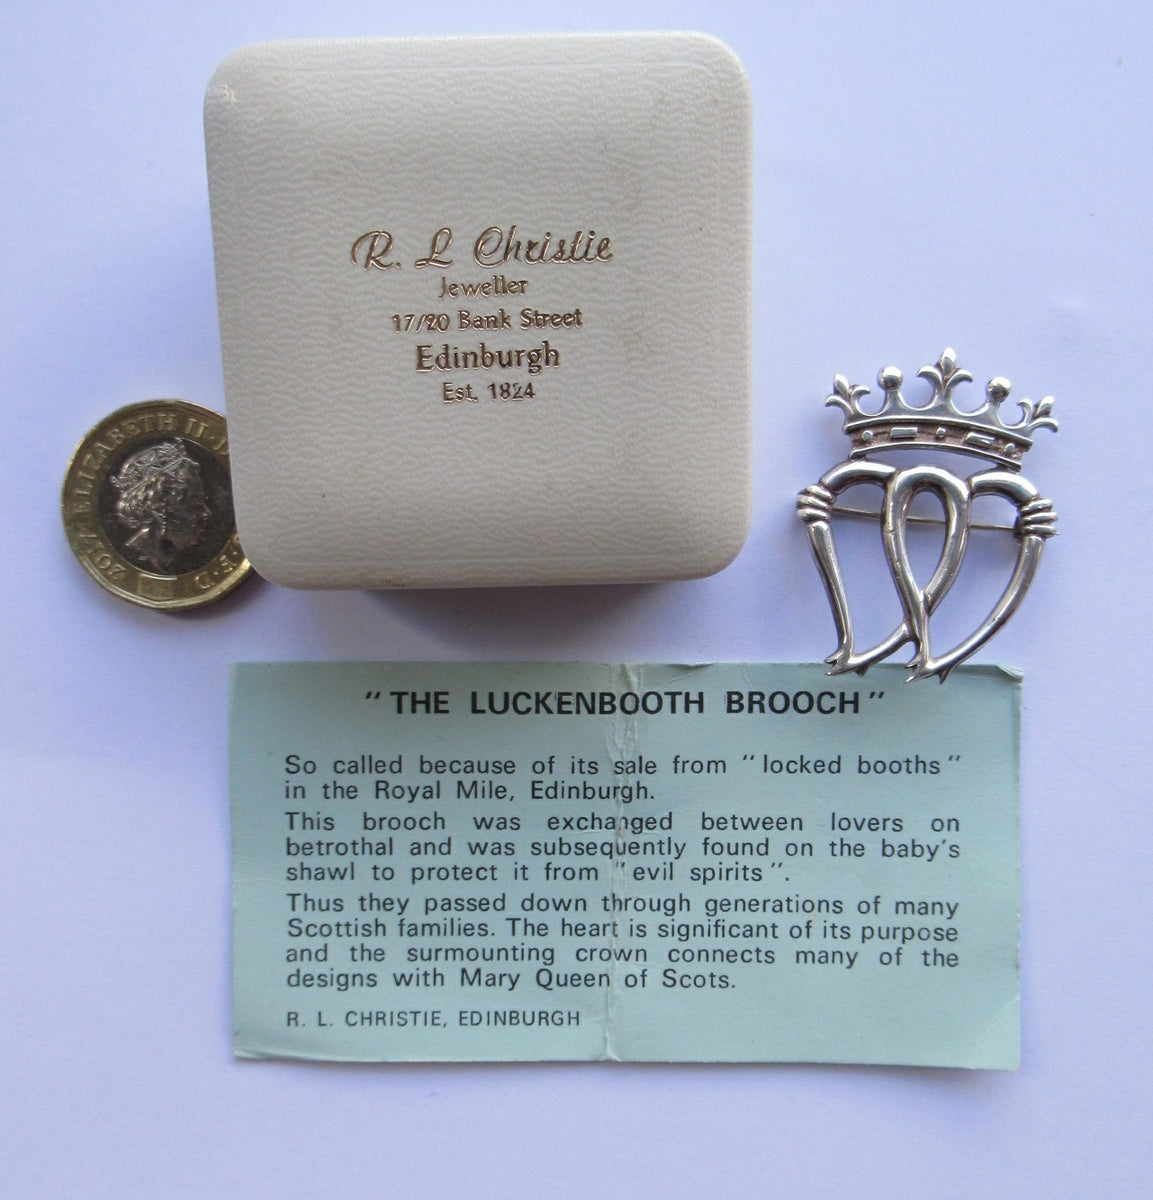 R. L Christie
Jeweller
17/20 Bank Street
Edinburgh
Est. 1824
ELIZABETH II · D
2017
F · D
" THE LUCKENBOOTH BROOCH "
So called because of its sale from " locked booths "
in the Royal Mile, Edinburgh.
This brooch was exchanged between lovers on
betrothal and was subsequently found on the baby's
shawl to protect it from " evil spirits ".
Thus they passed down through generations of many
Scottish families. The heart is significant of its purpose
and the surmounting crown connects many of the
designs with Mary Queen of Scots.
R. L. CHRISTIE, EDINBURGH